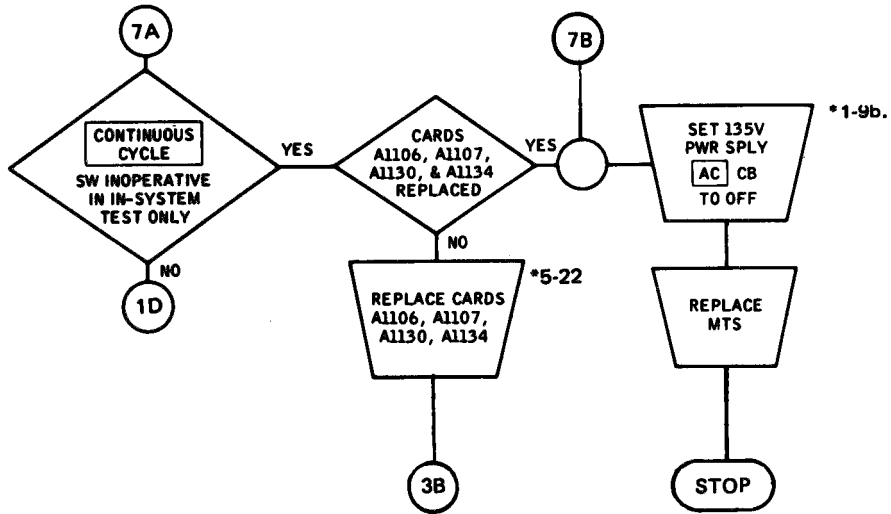 7A
7B
CONTINUOUS
CYCLE
SW INOPERATIVE
IN IN-SYSTEM
TEST ONLY
YES
NO
1D
CARDS
A1106, A1107,
A1130, & A1134
REPLACED
YES
NO
*1-9b.
SET 135V
PWR SPLY
AC CB
TO OFF
*5-22
REPLACE CARDS
A1106, A1107,
A1130, A1134
REPLACE
MTS
3B
STOP